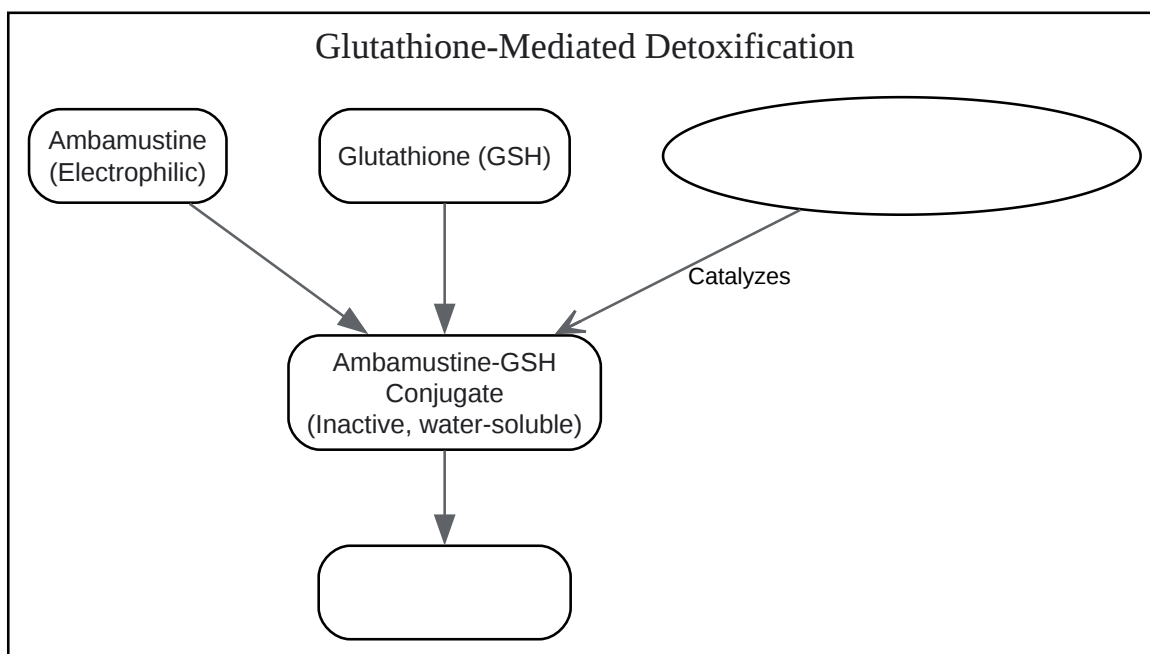 Glutathione-Mediated Detoxification
Ambamustine
(Electrophilic)
Glutathione (GSH)
Catalyzes
Ambamustine-GSH
Conjugate
(Inactive, water-soluble)